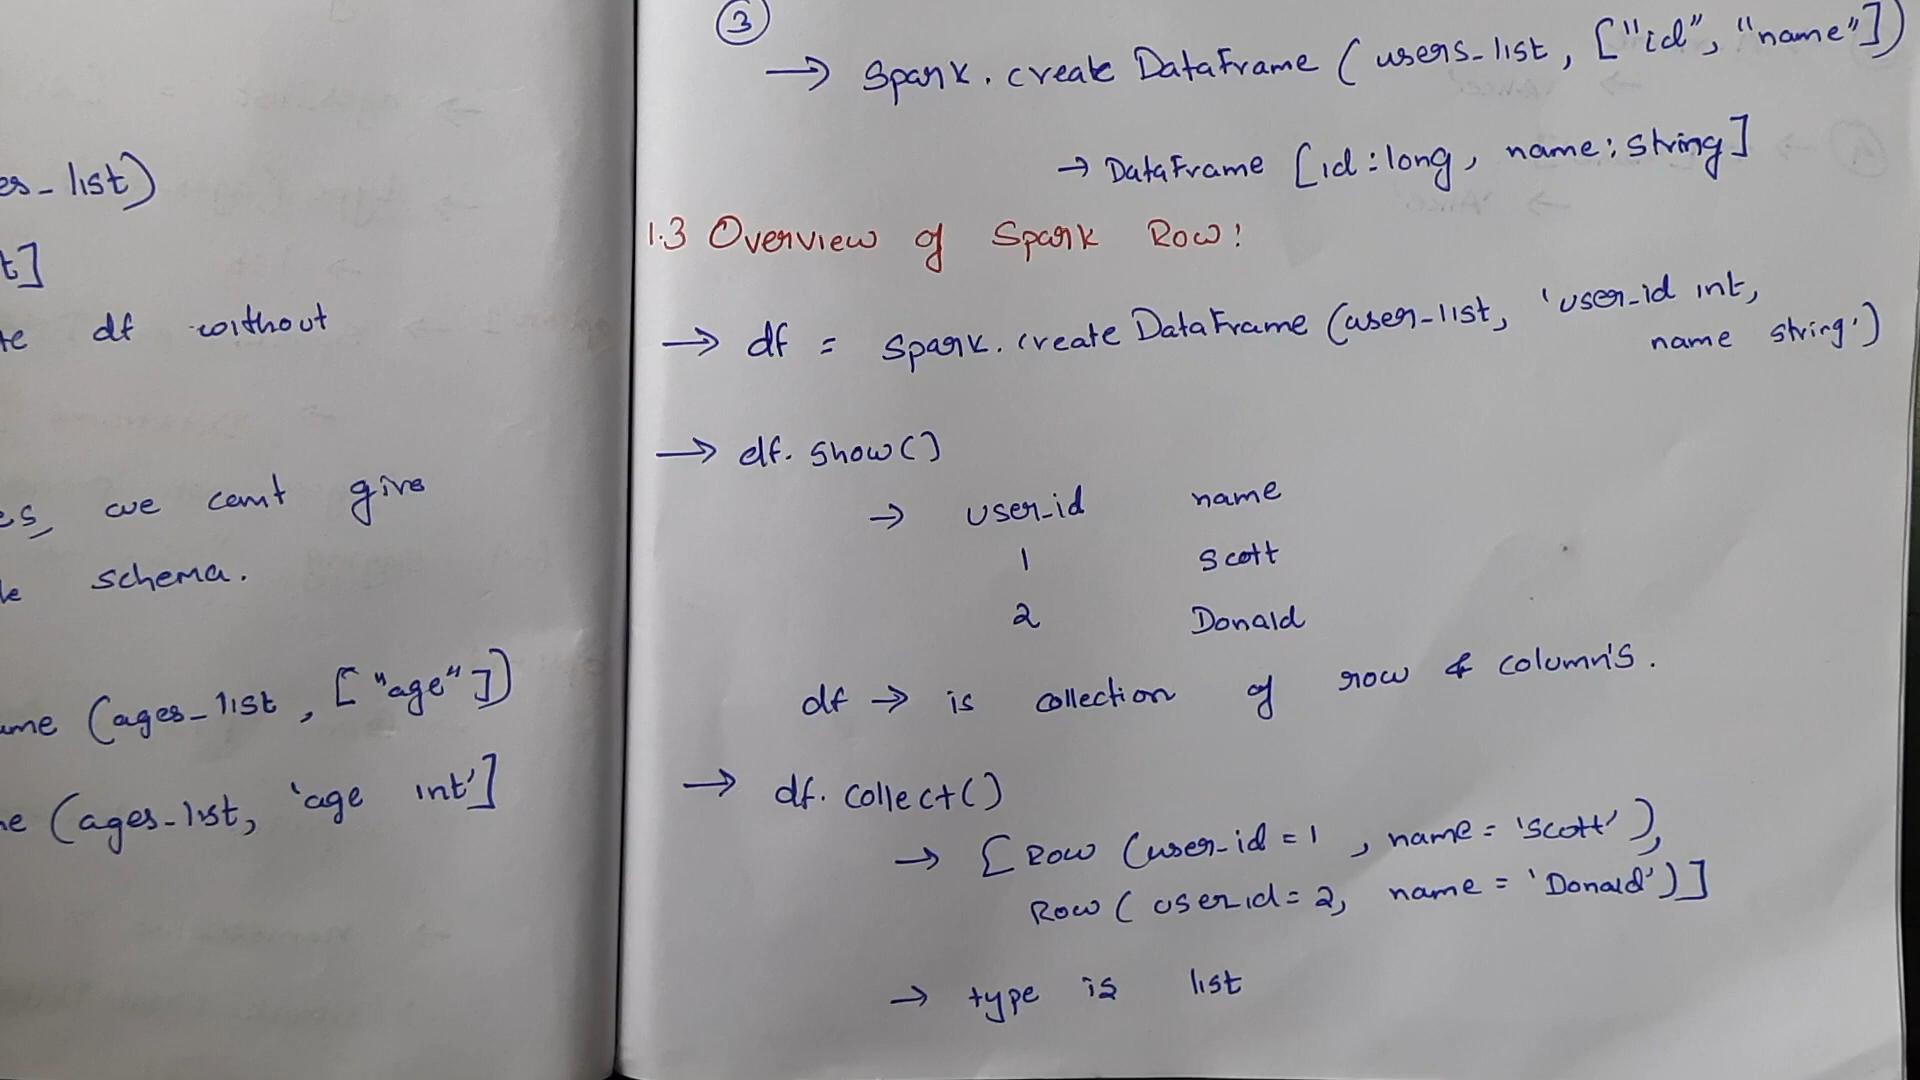 es_list)
t]
te df without
es, we cant give
le schema.
ame (ages_list, ["age"])
me (ages_list, 'age int']
3
→ Spark.create DataFrame (users_list, ["id", "name"])
→ DataFrame [id:long, name: string]
1.3 Overview of Spark Row:
→ df = Spark.create DataFrame (user_list, 'user_id int,
name string')
→ df. show()
→ user_id name
1 Scott
2 Donald
df → is collection of row & column's.
→ df. collect()
→ [Row (user_id = 1, name = 'Scott'),
Row (user_id = 2, name = 'Donald')]
→ type is list